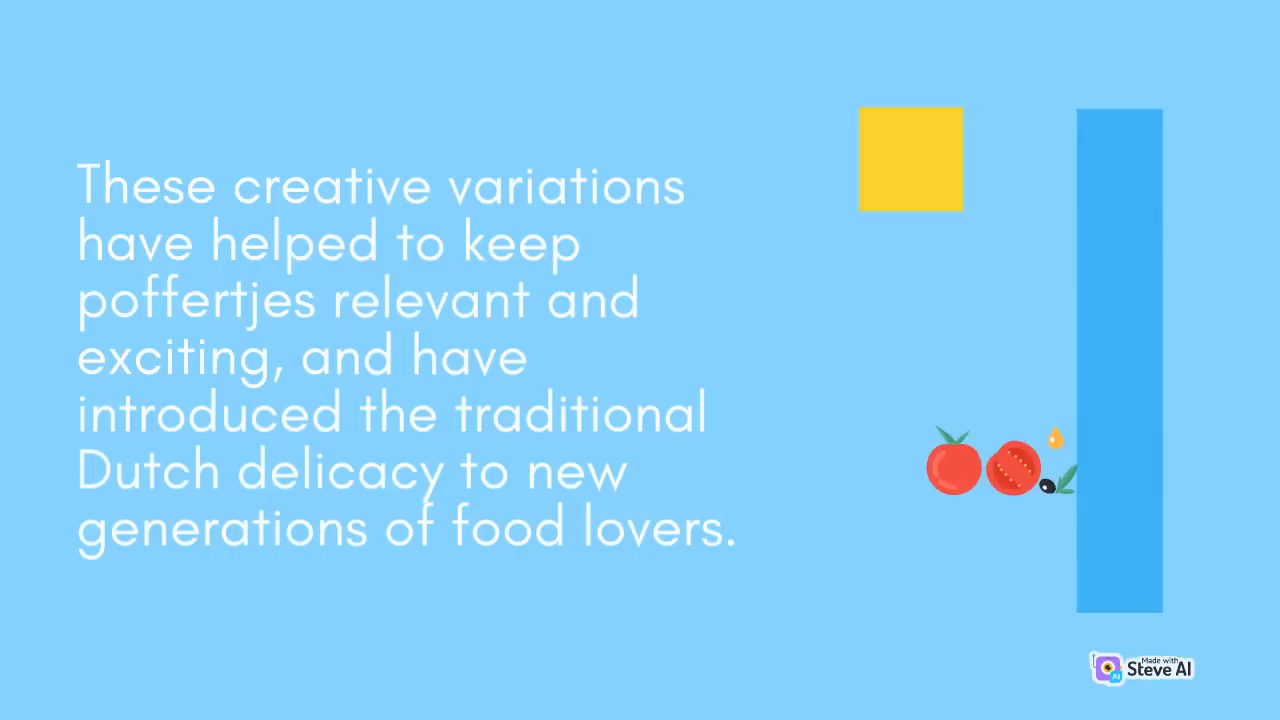 These creative variations
have helped to keep
poffertjes relevant and
exciting, and have
introduced the traditional
Dutch delicacy to new
generations of food lovers.
Made with
Steve AI
AI